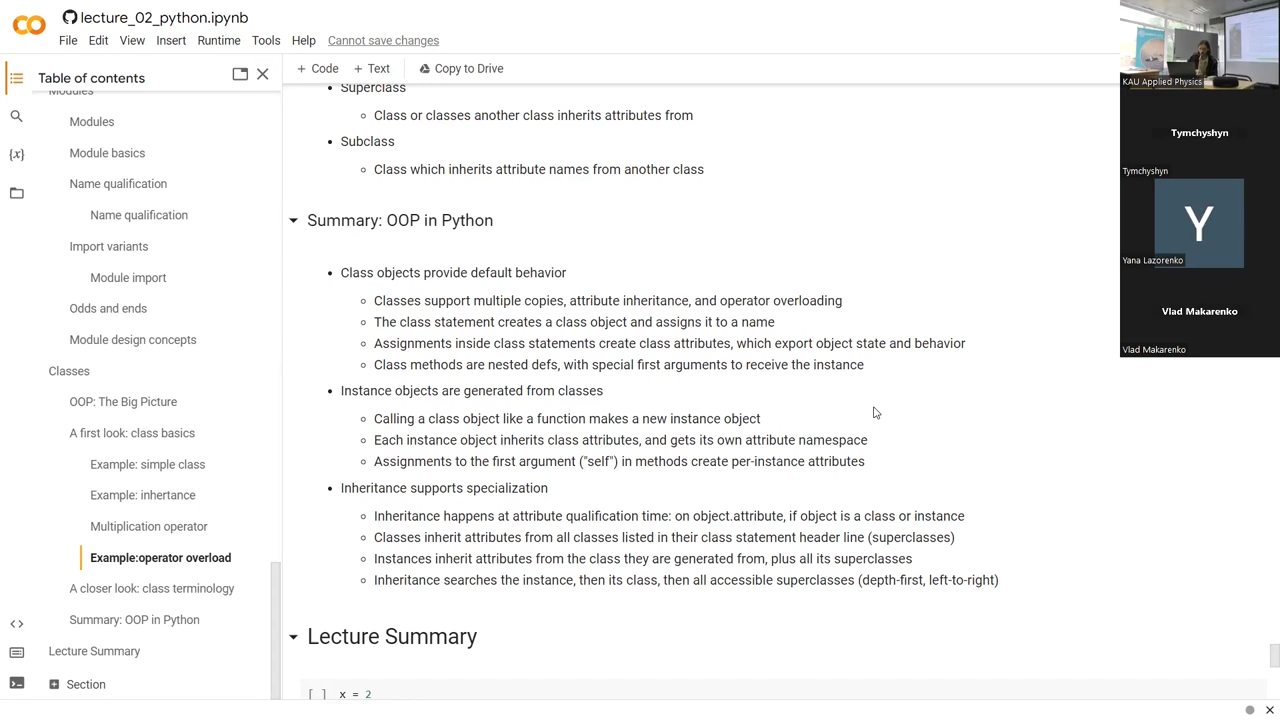 lecture_02_python.ipynb
File Edit View Insert Runtime Tools Help Cannot save changes
Table of contents
+ Code + Text Copy to Drive
Modules
Modules
Module basics
Name qualification
Name qualification
Import variants
Module import
Odds and ends
Module design concepts
Classes
OOP: The Big Picture
A first look: class basics
Example: simple class
Example: inhertance
Multiplication operator
Example:operator overload
A closer look: class terminology
Summary: OOP in Python
Lecture Summary
Section
Superclass
Class or classes another class inherits attributes from
Subclass
Class which inherits attribute names from another class
Summary: OOP in Python
Class objects provide default behavior
Classes support multiple copies, attribute inheritance, and operator overloading
The class statement creates a class object and assigns it to a name
Assignments inside class statements create class attributes, which export object state and behavior
Class methods are nested defs, with special first arguments to receive the instance
Instance objects are generated from classes
Calling a class object like a function makes a new instance object
Each instance object inherits class attributes, and gets its own attribute namespace
Assignments to the first argument ("self") in methods create per-instance attributes
Inheritance supports specialization
Inheritance happens at attribute qualification time: on object.attribute, if object is a class or instance
Classes inherit attributes from all classes listed in their class statement header line (superclasses)
Instances inherit attributes from the class they are generated from, plus all its superclasses
Inheritance searches the instance, then its class, then all accessible superclasses (depth-first, left-to-right)
Lecture Summary
[ ] x = 2
KAU Applied Physics
Tymchyshyn
Tymchyshyn
Y
Yana Lazorenko
Vlad Makarenko
Vlad Makarenko